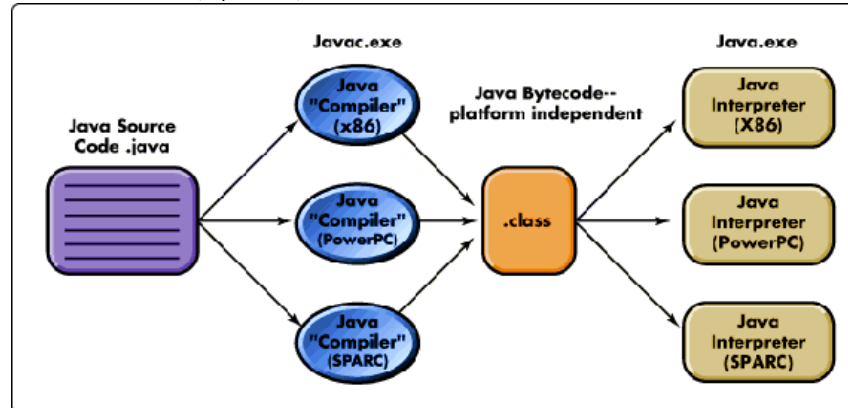 Javac.exe
Java.exe
Java Source
Code .java
Java
"Compiler"
(x86)
Java
"Compiler"
(PowerPC)
Java
"Compiler"
(SPARC)
Java Bytecode--
platform independent
.class
Java
Interpreter
(X86)
Java
Interpreter
(PowerPC)
Java
Interpreter
(SPARC)